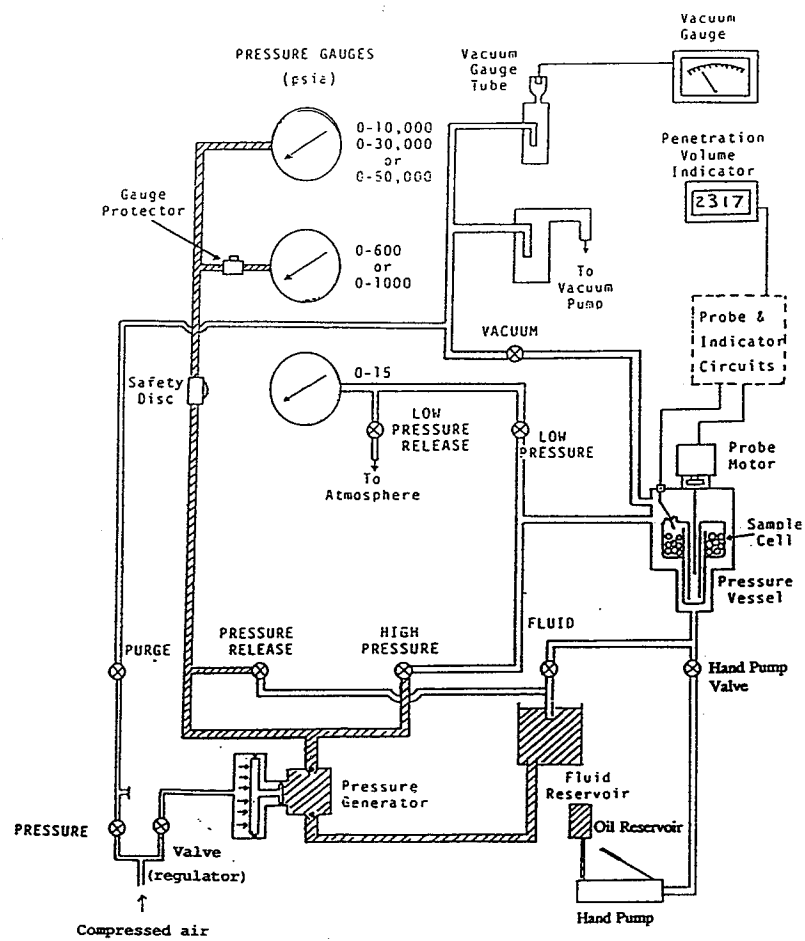 Vacuum
Gauge
PRESSURE GAUGES
(psia)
Vacuum
Gauge
Tube
0-10,000
0-30,000
or
0-50,000
Penetration
Volume
Indicator
2317
Gauge
Protector
0-600
or
0-1000
To
Vacuum
Pump
Probe &
Indicator
Circuits
VACUUM
Safety
Disc
0-15
LOW
PRESSURE
RELEASE
LOW
PRESSURE
To
Atmosphere
Probe
Motor
Sample
Cell
Pressure
Vessel
PURGE
PRESSURE
RELEASE
HIGH
PRESSURE
FLUID
Hand Pump
Valve
Pressure
Generator
Fluid
Reservoir
Oil Reservoir
PRESSURE
Valve
(regulator)
Hand Pump
Compressed air